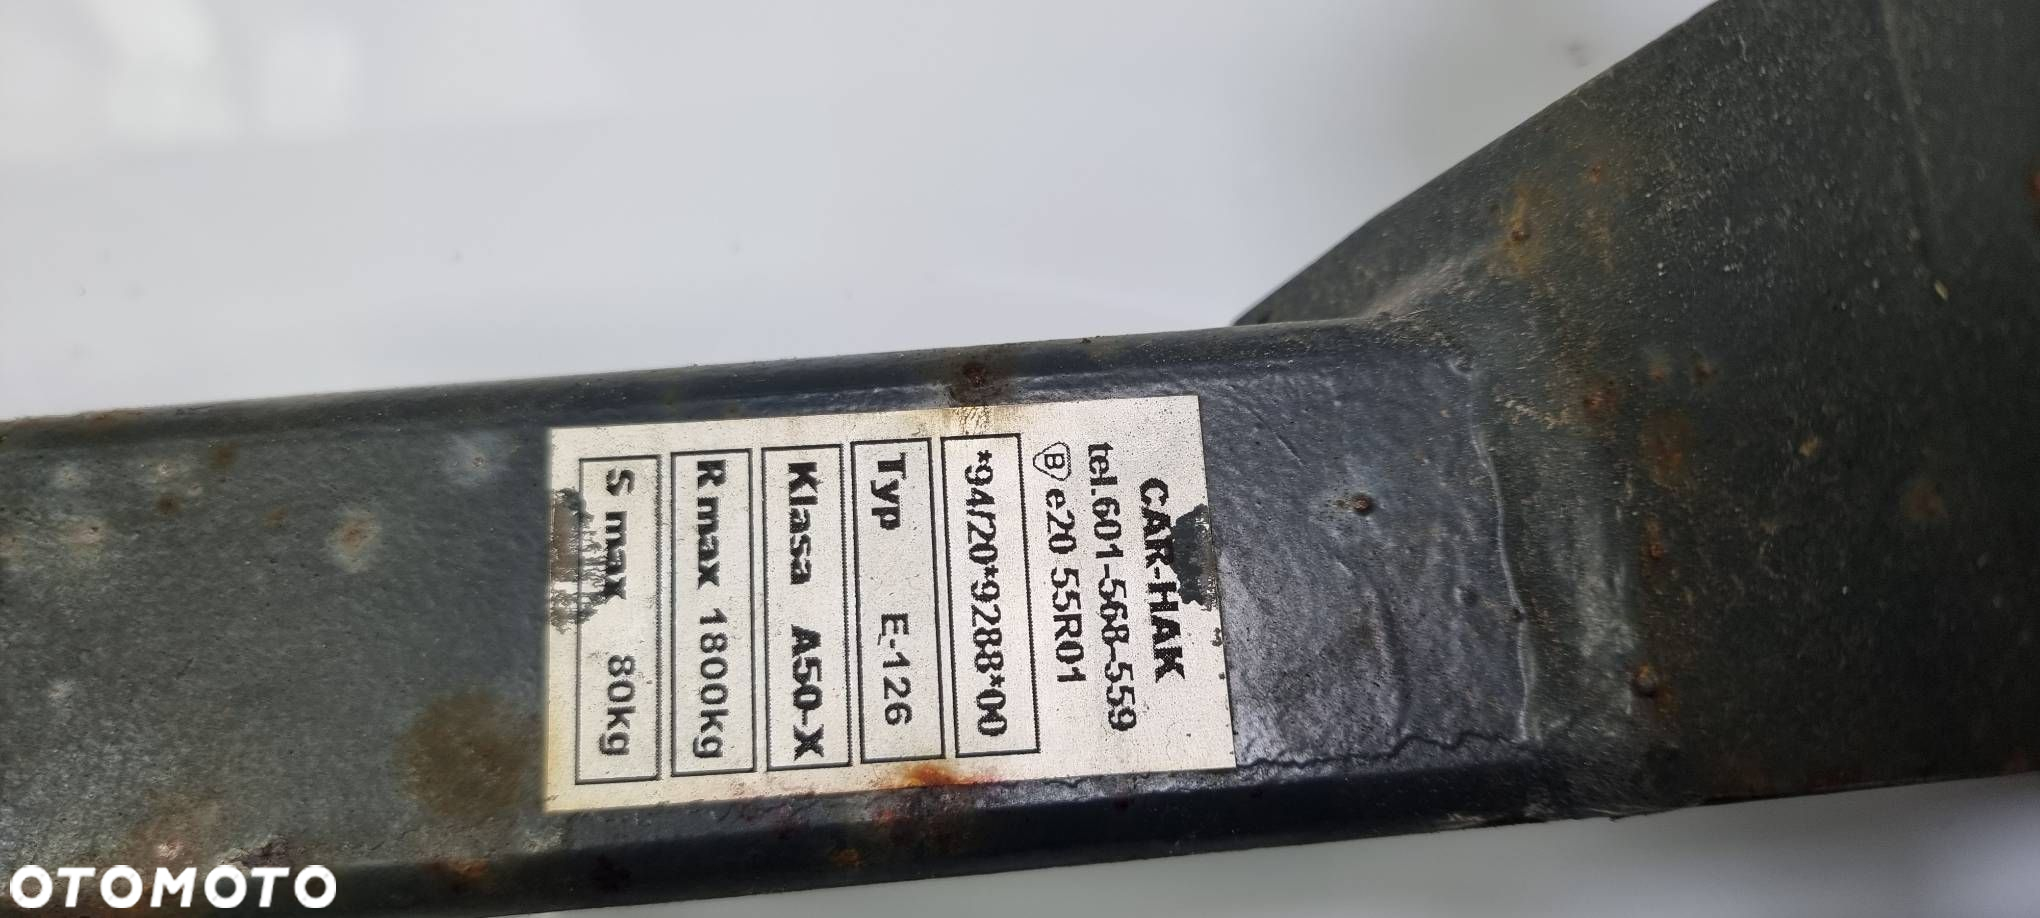 CAR-HAK
tel.601-568-559
B e20 55R01
*94/20*9288*00
Typ E-126
Klasa A50-X
R max 1800kg
S max 80kg
OTOMOTO